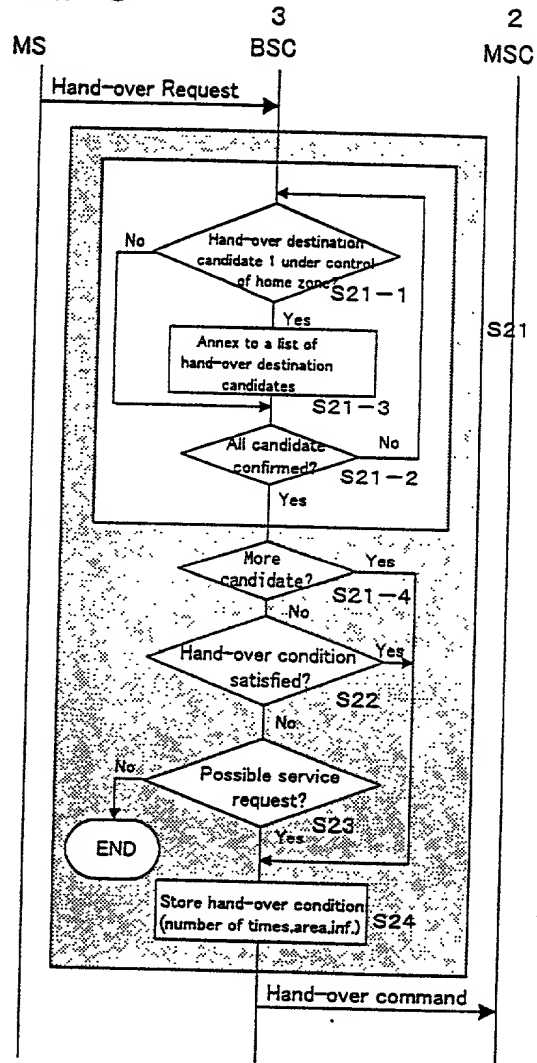 3
2
MS
BSC
MSC
Hand-over Request
No
Hand-over destination
candidate 1 under control
of home zone?
S21-1
Yes
S21
Annex to a list of
hand-over destination
candidates
S21-3
All candidate
confirmed?
No
S21-2
Yes
More
candidate?
Yes
S21-4
No
Hand-over condition
satisfied?
Yes
S22
No
No
Possible service
request?
S23
Yes
END
Store hand-over condition
(number of times,area,inf.)
S24
Hand-over command